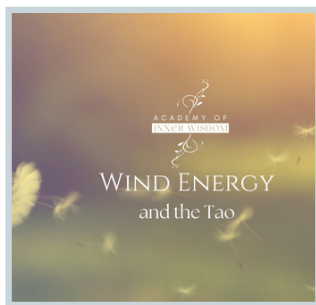 ACADEMY OF
INNER WISDOM
WIND ENERGY
and the Tao